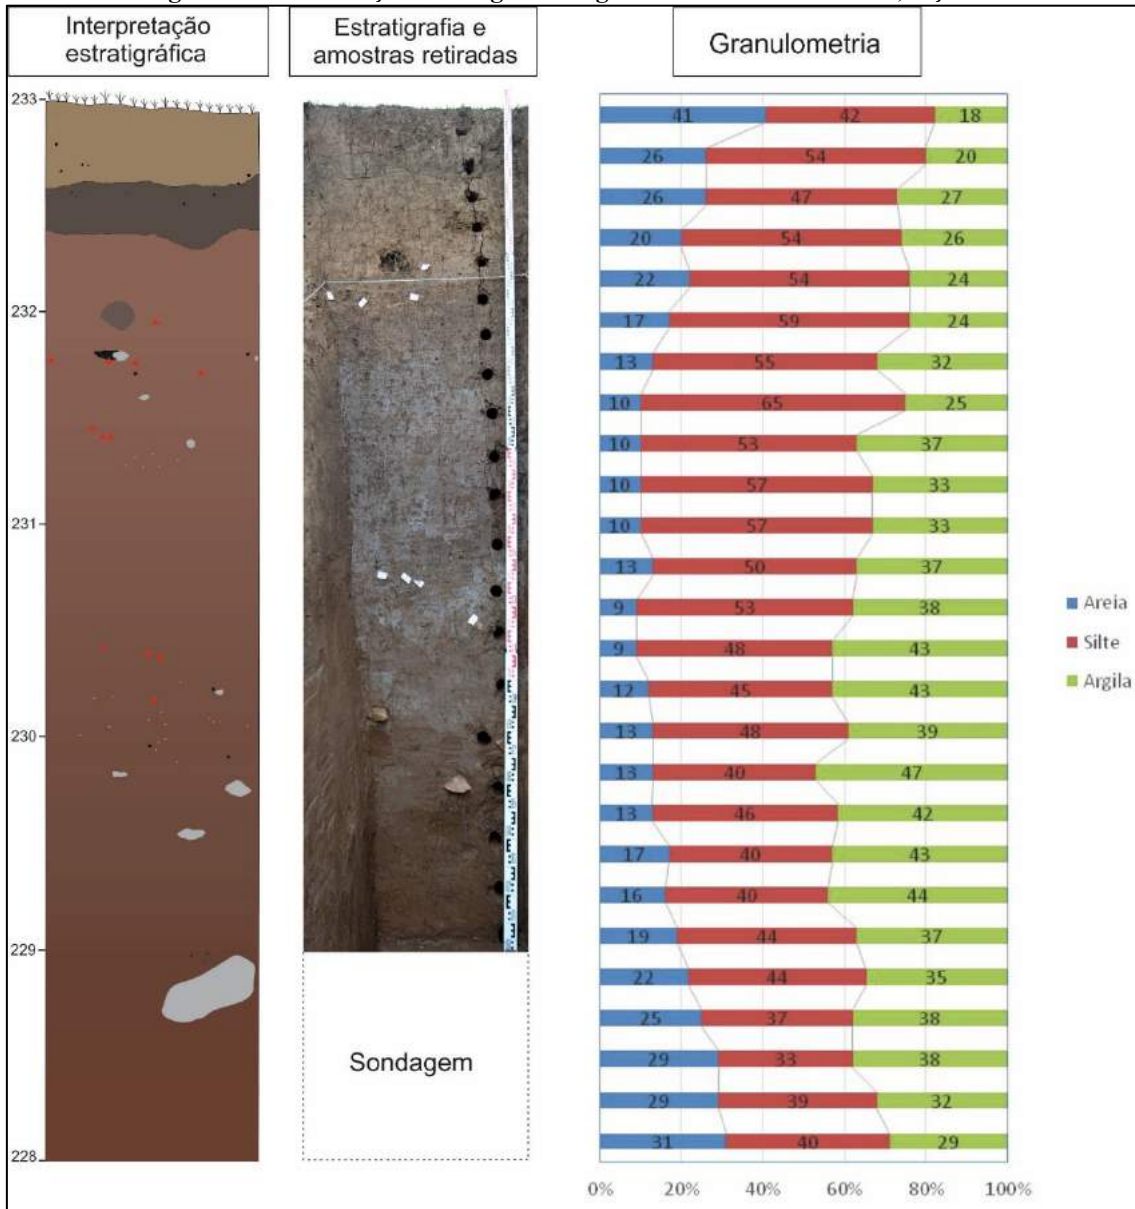 Interpretação
estratigráfica
Estratigrafia e
amostras retiradas
Granulometria
233
232
231
230
229
228
Sondagem
41 42 18
26 54 20
26 47 27
20 54 26
22 54 24
17 59 24
13 55 32
10 65 25
10 53 37
10 57 33
10 57 33
13 50 37
9 53 38
9 48 43
12 45 43
13 48 39
13 40 47
13 46 42
17 40 43
16 40 44
19 44 37
22 44 35
25 37 38
29 33 38
29 39 32
31 40 29
0% 20% 40% 60% 80% 100%
Areia
Silte
Argila